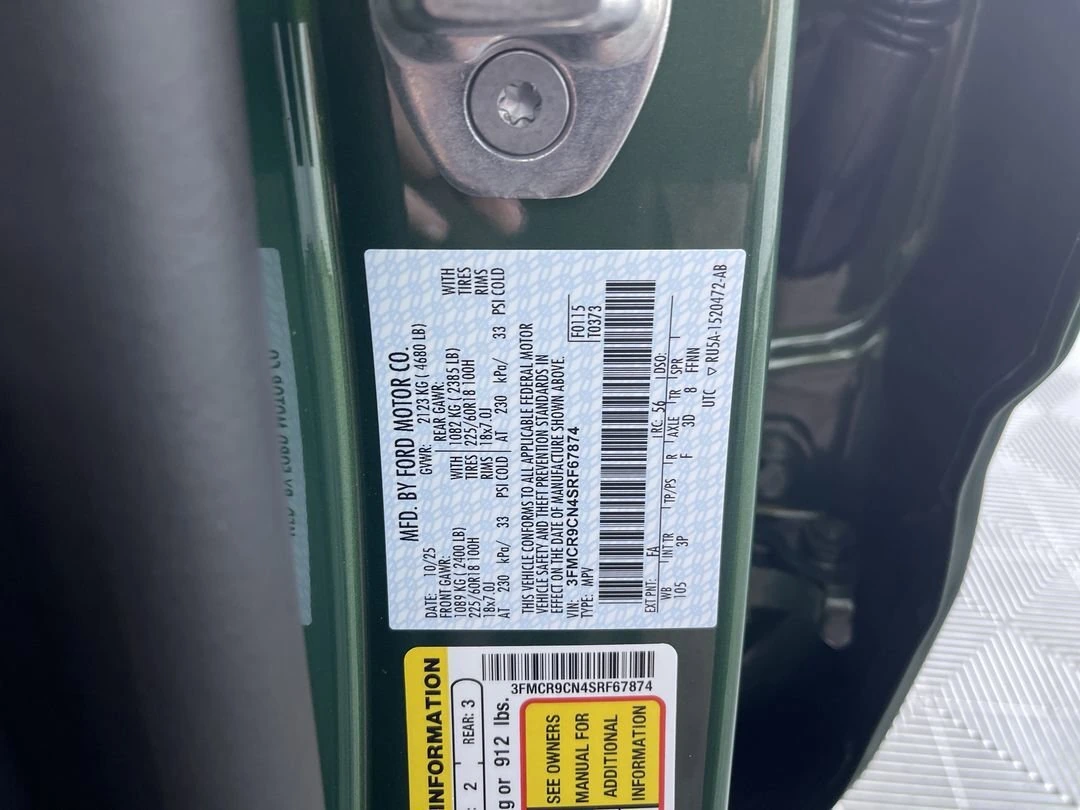 MFD. BY FORD MOTOR CO.
DATE: 10/25 GVWR: 2123 KG ( 4680 LB)
FRONT GAWR: REAR GAWR:
1089 KG ( 2400 LB) WITH 1082 KG ( 2385 LB) WITH
225/60R18 100H TIRES 225/60R18 100H TIRES
18x7.0J RIMS 18x7.0J RIMS
AT 230 kPa/ 33 PSI COLD AT 230 kPa/ 33 PSI COLD
THIS VEHICLE CONFORMS TO ALL APPLICABLE FEDERAL MOTOR
VEHICLE SAFETY AND THEFT PREVENTION STANDARDS IN
EFFECT ON THE DATE OF MANUFACTURE SHOWN ABOVE.
VIN: 3FMCR9CN4SRF67874
TYPE: MPV
F0115
T0373
EXT PNT: FA RC: 56 DSO:
WB INT TR TP/PS R AXLE TR SPR
105 3P F 3D 8 FFNN
UTC ▽ RU5A-1520472-AB
INFORMATION
2 REAR: 3
g or 912 lbs.
3FMCR9CN4SRF67874
SEE OWNERS
MANUAL FOR
ADDITIONAL
INFORMATION